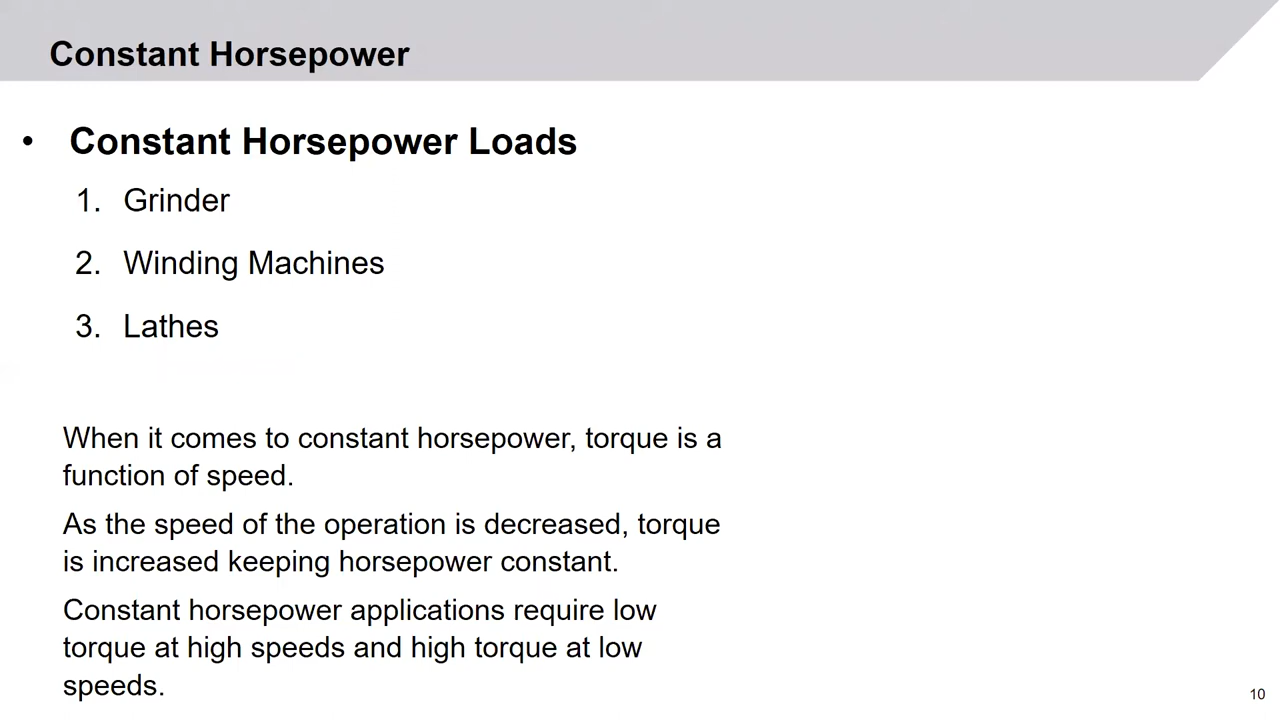 Constant Horsepower
• Constant Horsepower Loads
1. Grinder
2. Winding Machines
3. Lathes
When it comes to constant horsepower, torque is a
function of speed.
As the speed of the operation is decreased, torque
is increased keeping horsepower constant.
Constant horsepower applications require low
torque at high speeds and high torque at low
speeds.
10